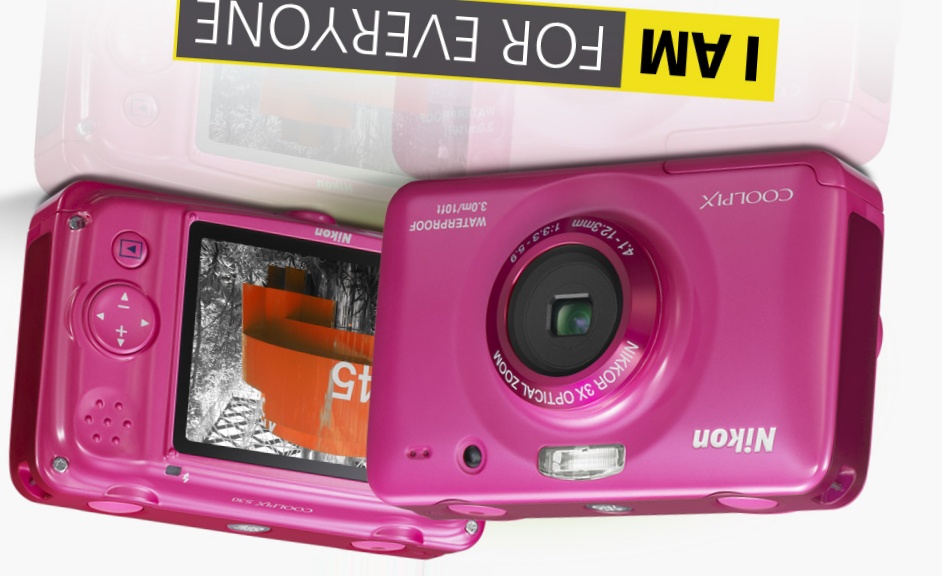 Nikon
NIKKOR 3X OPTICAL ZOOM
4.1-12.3mm 1:3.3-5.9
COOLPIX
WATERPROOF
3.0m/10ft
COOLPIX S30
45
Nikon
I AM FOR EVERYONE